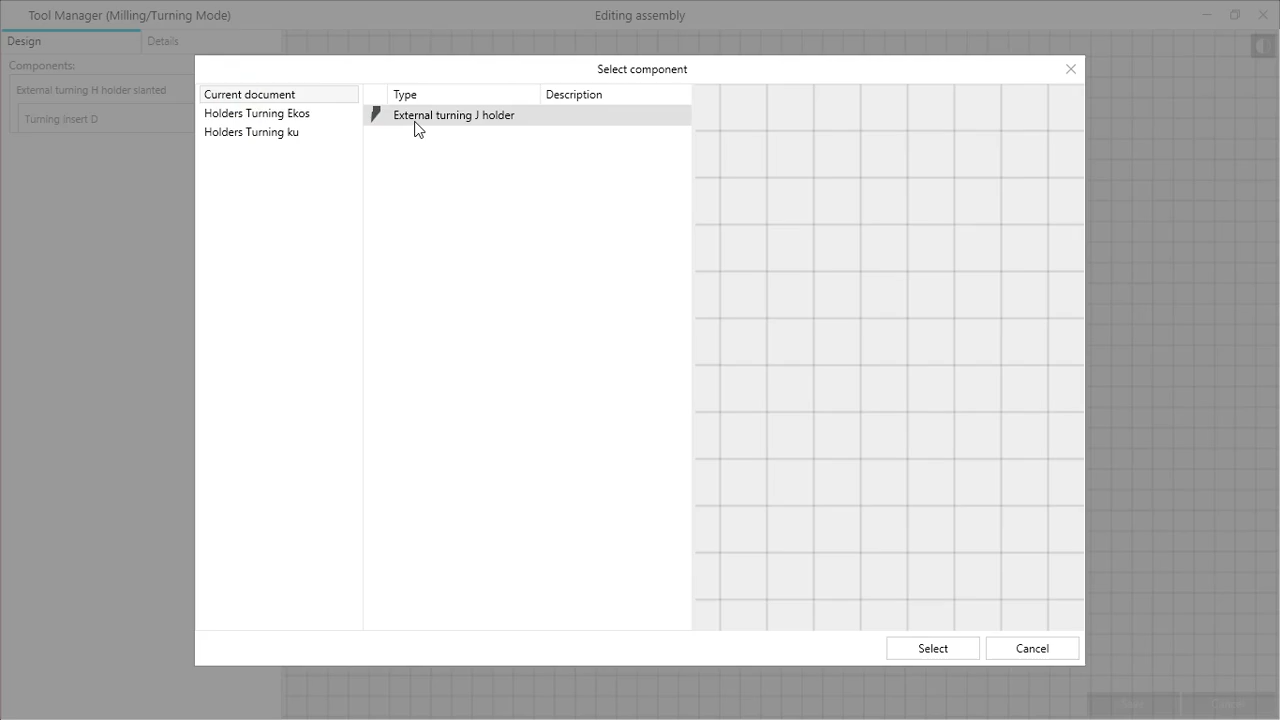 Tool Manager (Milling/Turning Mode)
Editing assembly
Design
Details
Components:
External turning H holder slanted
Turning insert D
Select component
Current document
Holders Turning Ekos
Holders Turning ku
Type
Description
External turning J holder
Select
Cancel